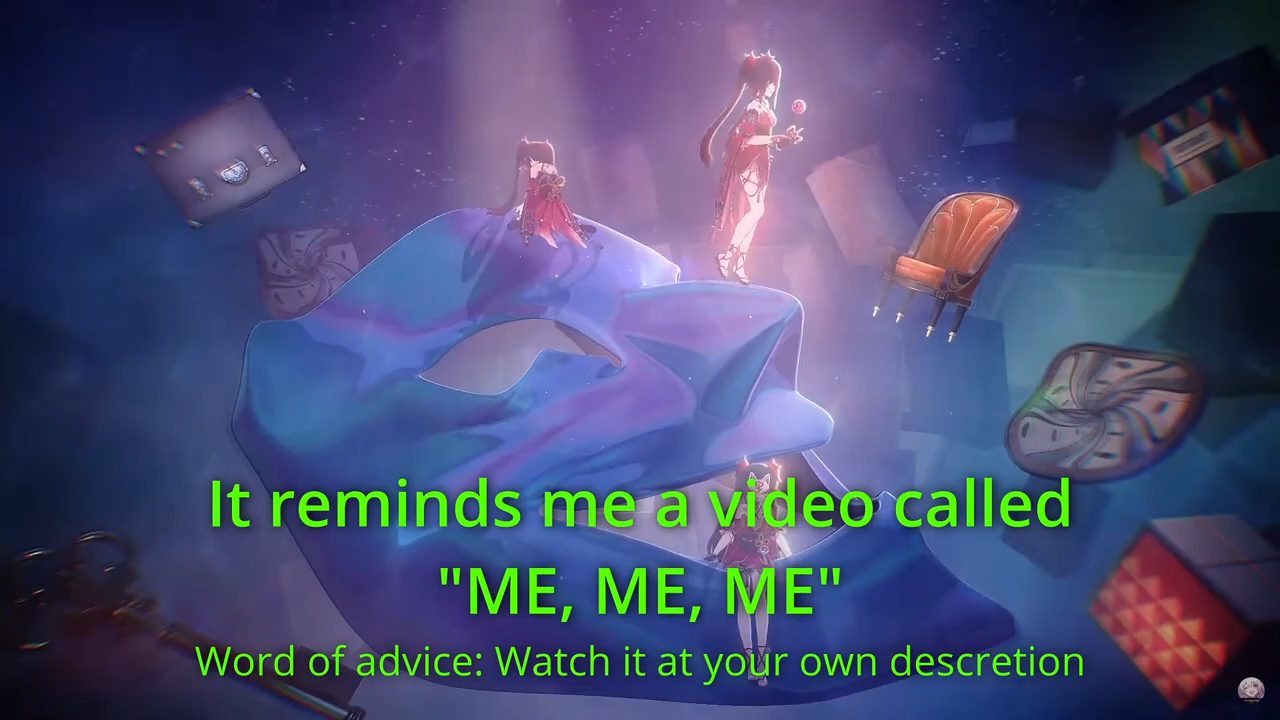 It reminds me a video called
"ME, ME, ME"
Word of advice: Watch it at your own descretion